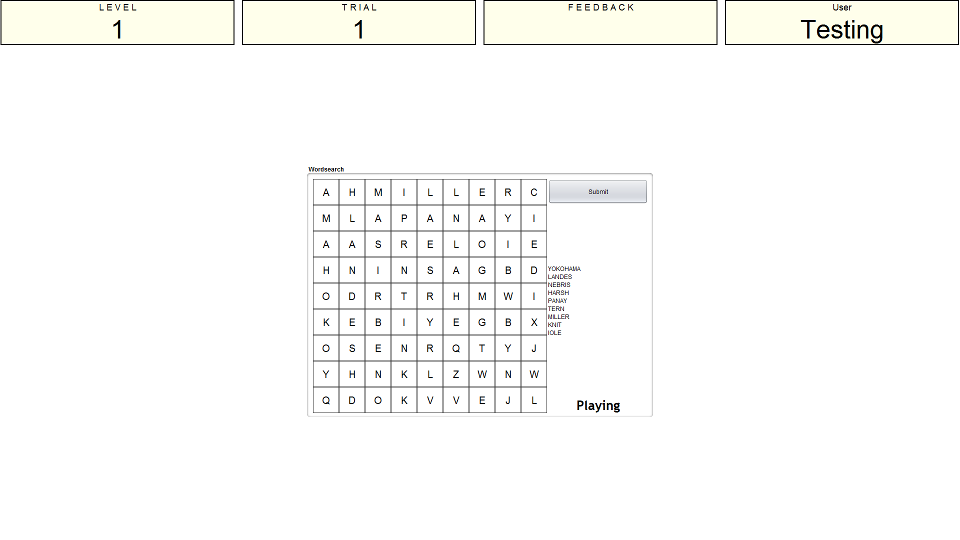 LEVEL
1
TRIAL
1
FEEDBACK
User
Testing
Wordsearch
A H M I L L E R C
M L A P A N A Y I
A A S R E L O I E
H N I N S A G B D
O D R T R H M W I
K E B I Y E G B X
O S E N R Q T Y J
Y H N K L Z W N W
Q D O K V V E J L
Submit
YOKOHAMA
LANDES
NEBRIS
HARSH
PANAY
TERN
MILLER
KNIT
IOLE
Playing